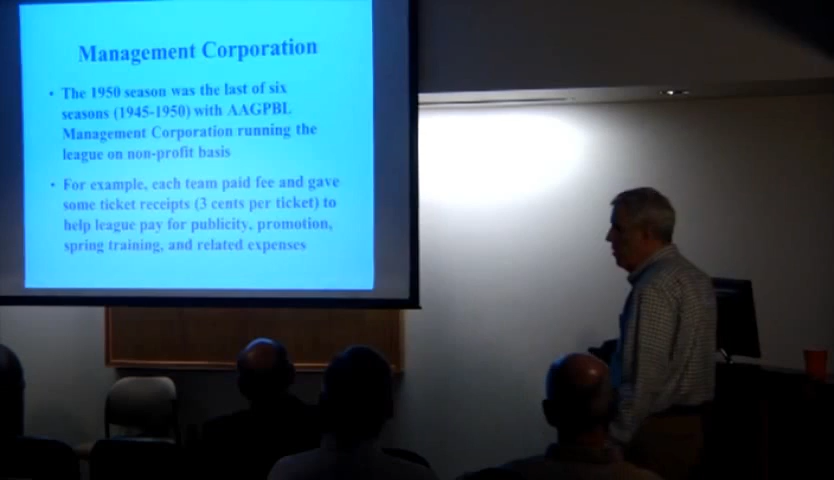 Management Corporation
• The 1950 season was the last of six
seasons (1945-1950) with AAGPBL
Management Corporation running the
league on non-profit basis
• For example, each team paid fee and gave
some ticket receipts (3 cents per ticket) to
help league pay for publicity, promotion,
spring training, and related expenses